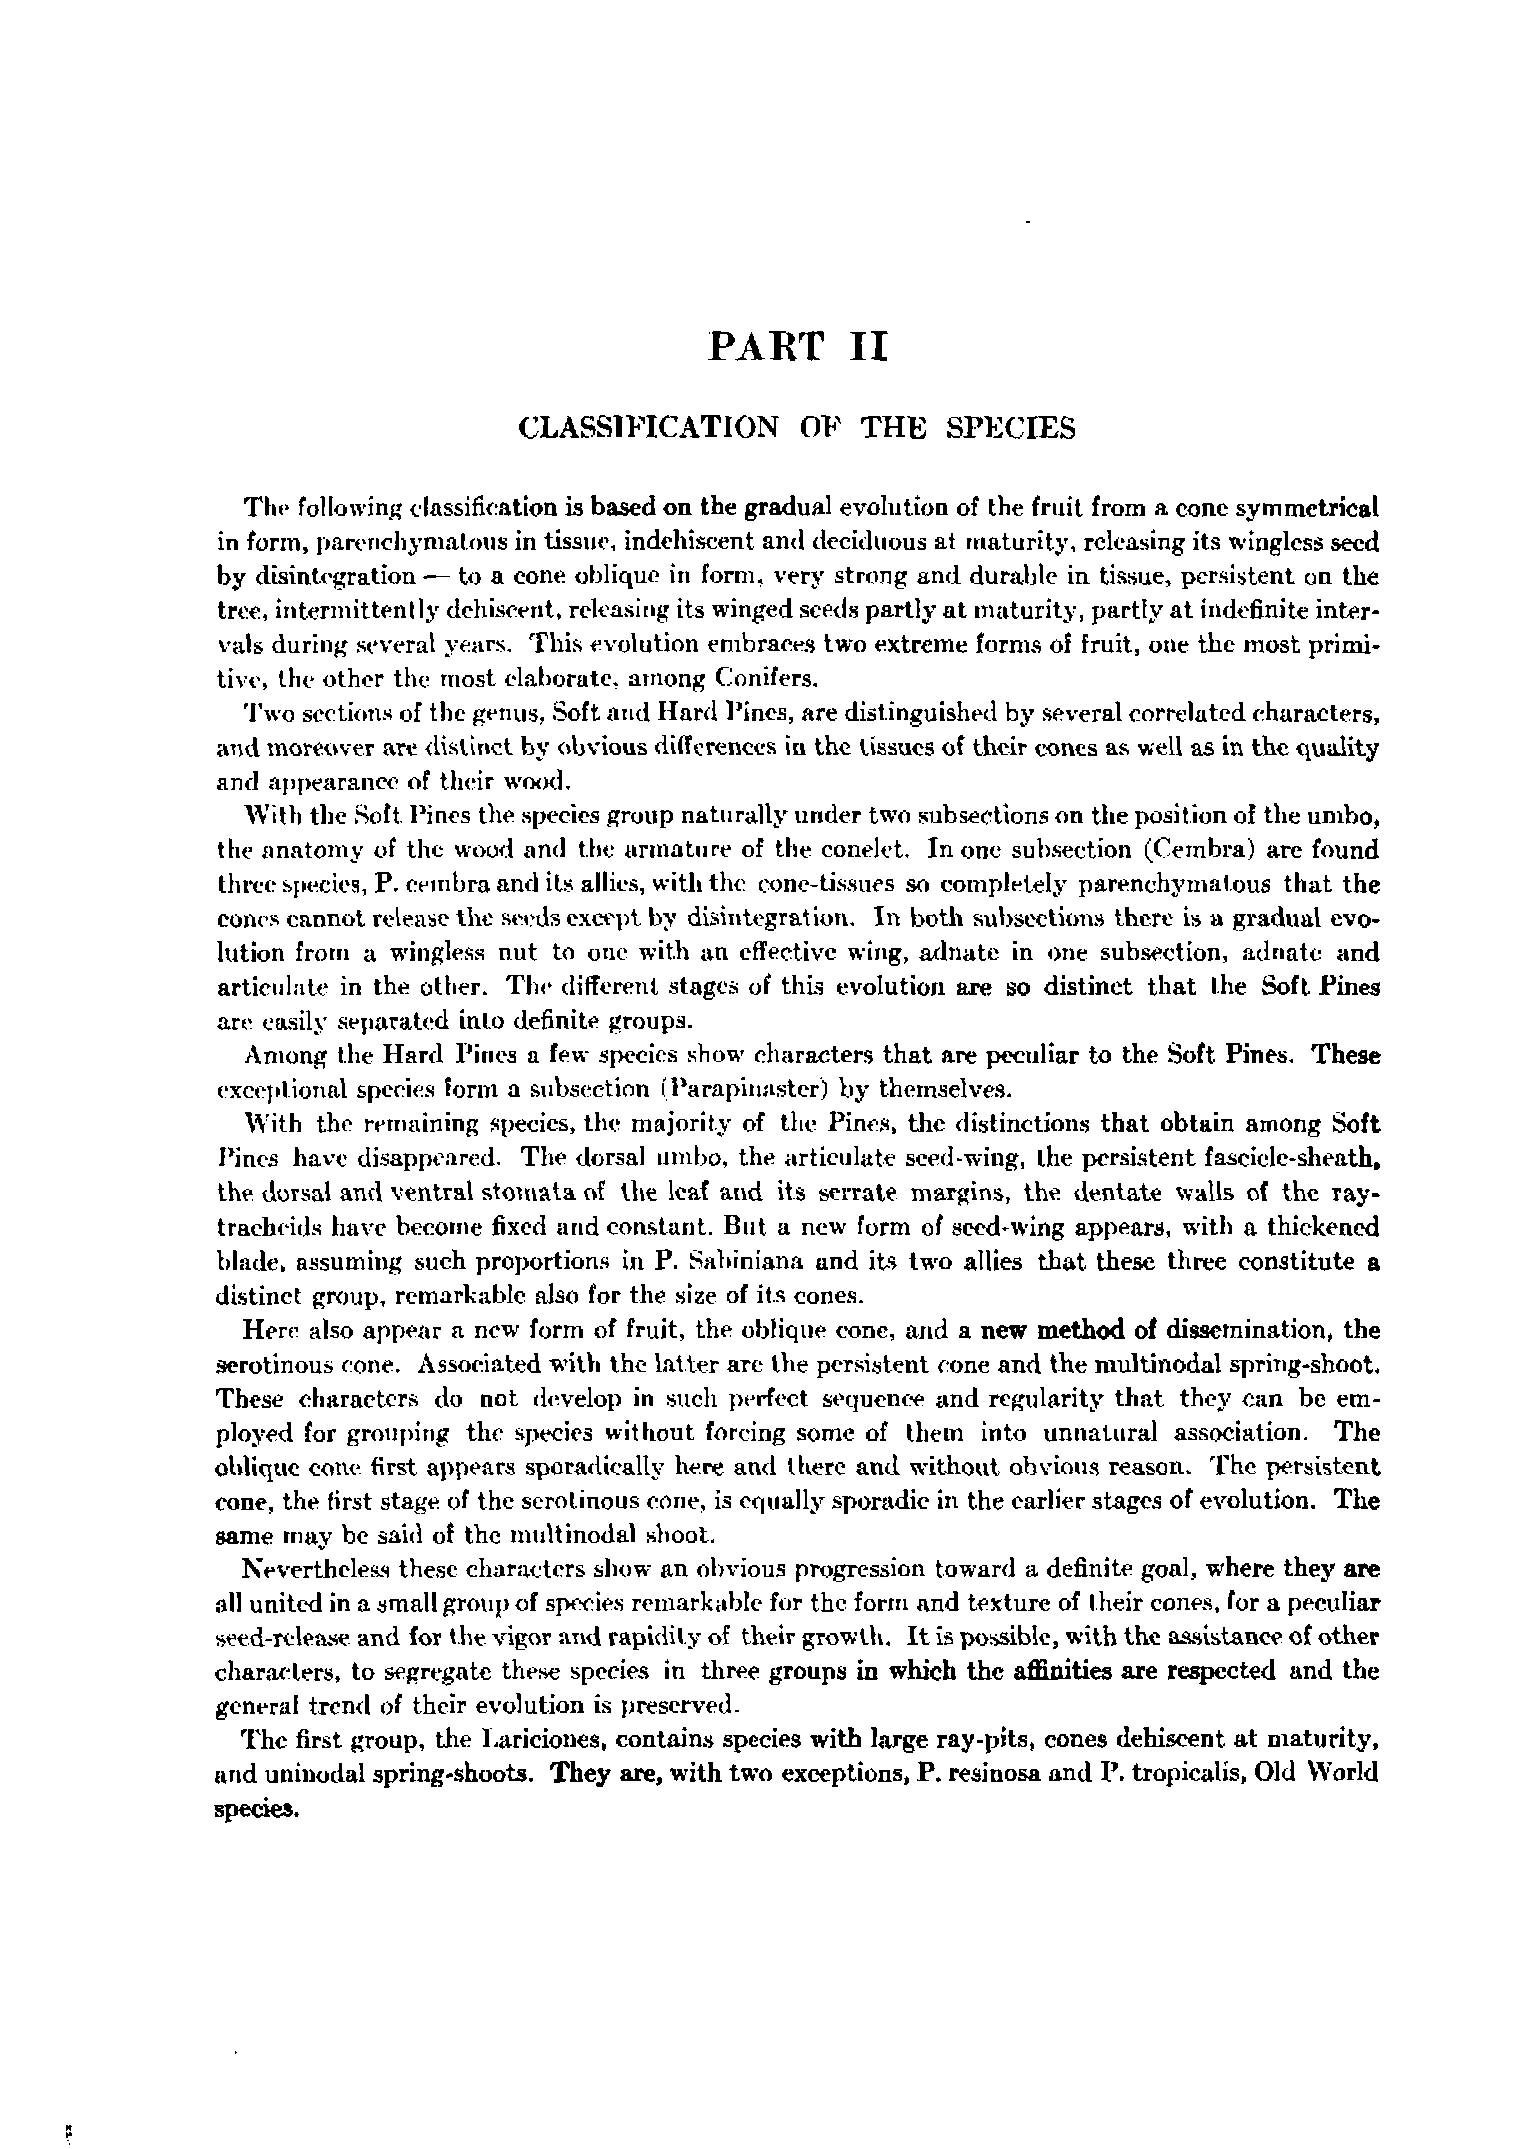 PART II
CLASSIFICATION OF THE SPECIES
The following classification is based on the gradual evolution of the fruit from a cone symmetrical
in form, parenchymatous in tissue, indehiscent and deciduous at maturity, releasing its wingless seed
by disintegration — to a cone oblique in form, very strong and durable in tissue, persistent on the
tree, intermittently dehiscent, releasing its winged seeds partly at maturity, partly at indefinite inter-
vals during several years. This evolution embraces two extreme forms of fruit, one the most primi-
tive, the other the most elaborate, among Conifers.
Two sections of the genus, Soft and Hard Pines, are distinguished by several correlated characters,
and moreover are distinct by obvious differences in the tissues of their cones as well as in the quality
and appearance of their wood.
With the Soft Pines the species group naturally under two subsections on the position of the umbo,
the anatomy of the wood and the armature of the conelet. In one subsection (Cembra) are found
three species, P. cembra and its allies, with the cone-tissues so completely parenchymatous that the
cones cannot release the seeds except by disintegration. In both subsections there is a gradual evo-
lution from a wingless nut to one with an effective wing, adnate in one subsection, adnate and
articulate in the other. The different stages of this evolution are so distinct that the Soft Pines
are easily separated into definite groups.
Among the Hard Pines a few species show characters that are peculiar to the Soft Pines. These
exceptional species form a subsection (Parapinaster) by themselves.
With the remaining species, the majority of the Pines, the distinctions that obtain among Soft
Pines have disappeared. The dorsal umbo, the articulate seed-wing, the persistent fascicle-sheath,
the dorsal and ventral stomata of the leaf and its serrate margins, the dentate walls of the ray-
tracheids have become fixed and constant. But a new form of seed-wing appears, with a thickened
blade, assuming such proportions in P. Sabiniana and its two allies that these three constitute a
distinct group, remarkable also for the size of its cones.
Here also appear a new form of fruit, the oblique cone, and a new method of dissemination, the
serotinous cone. Associated with the latter are the persistent cone and the multinodal spring-shoot.
These characters do not develop in such perfect sequence and regularity that they can be em-
ployed for grouping the species without forcing some of them into unnatural association. The
oblique cone first appears sporadically here and there and without obvious reason. The persistent
cone, the first stage of the serotinous cone, is equally sporadic in the earlier stages of evolution. The
same may be said of the multinodal shoot.
Nevertheless these characters show an obvious progression toward a definite goal, where they are
all united in a small group of species remarkable for the form and texture of their cones, for a peculiar
seed-release and for the vigor and rapidity of their growth. It is possible, with the assistance of other
characters, to segregate these species in three groups in which the affinities are respected and the
general trend of their evolution is preserved.
The first group, the Lariciones, contains species with large ray-pits, cones dehiscent at maturity,
and uninodal spring-shoots. They are, with two exceptions, P. resinosa and P. tropicalis, Old World
species.